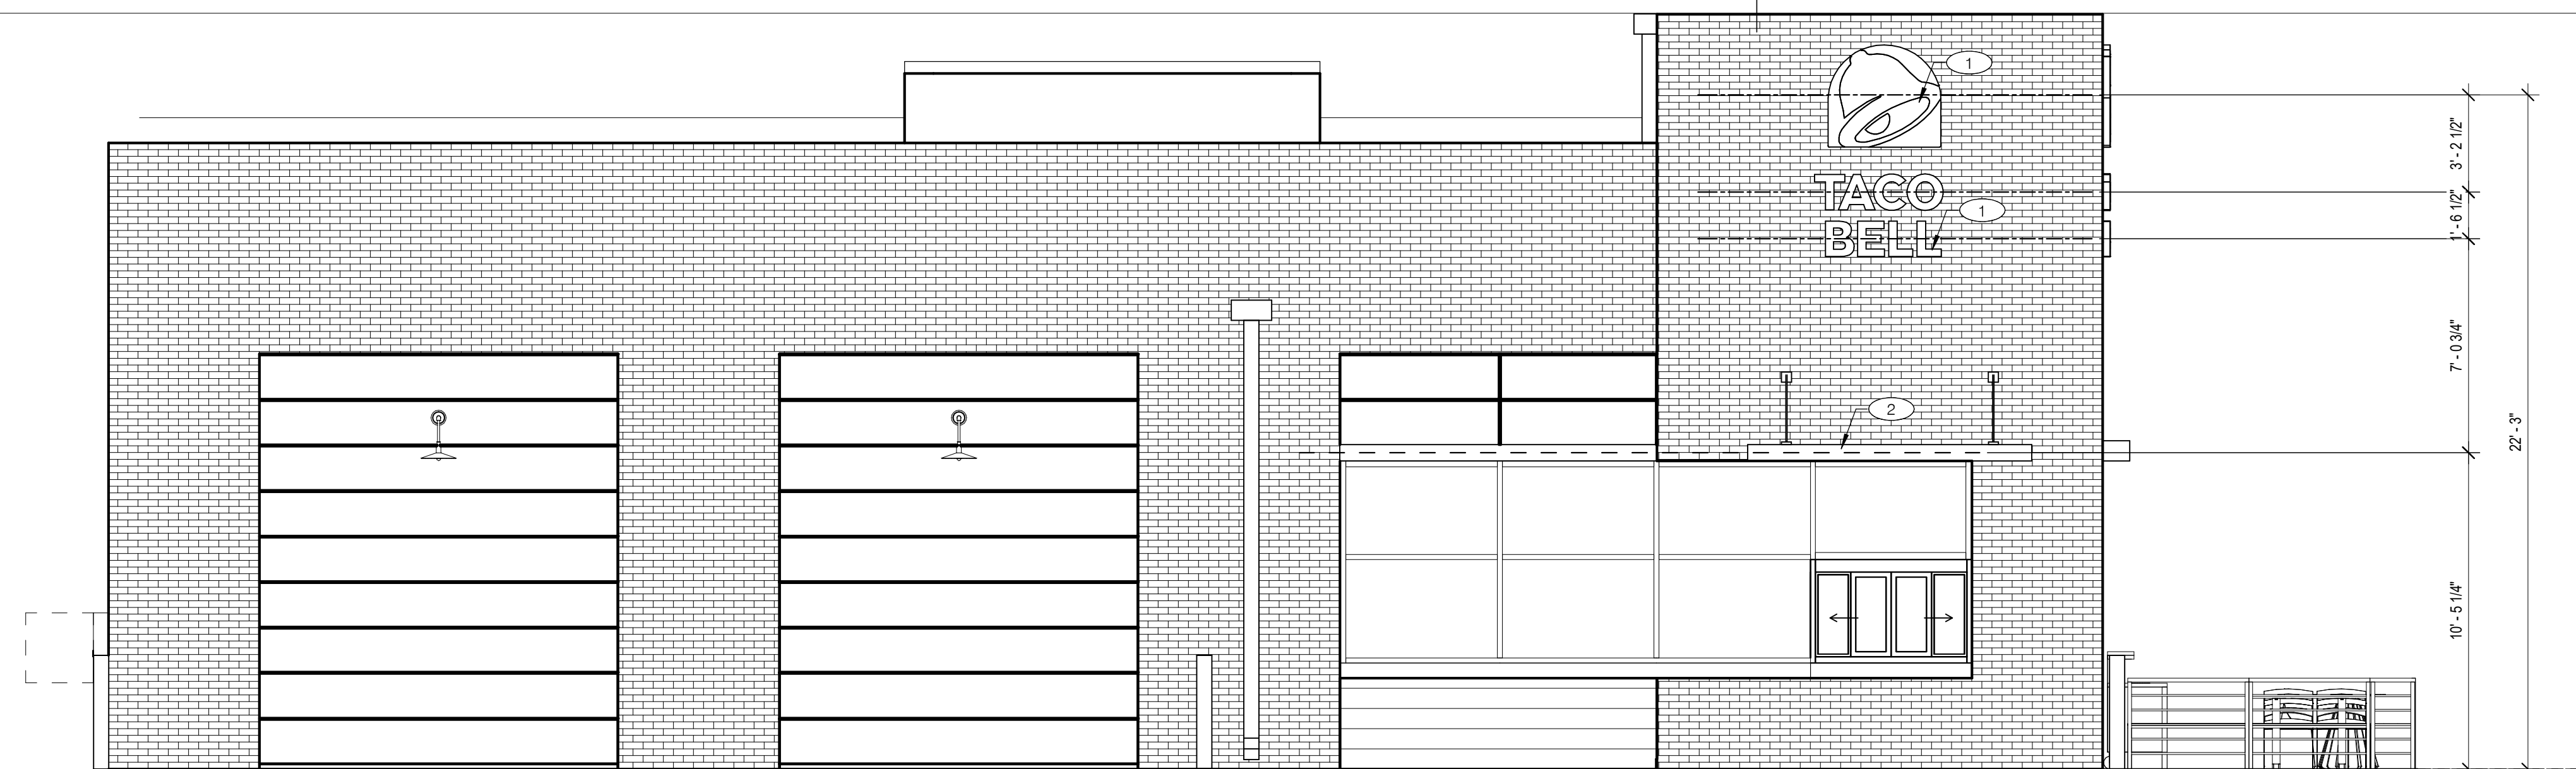 1
TACO
1
BELL
2
3' - 2 1/2"
1' - 6 1/2"
7' - 0 3/4"
22' - 3"
10' - 5 1/4"